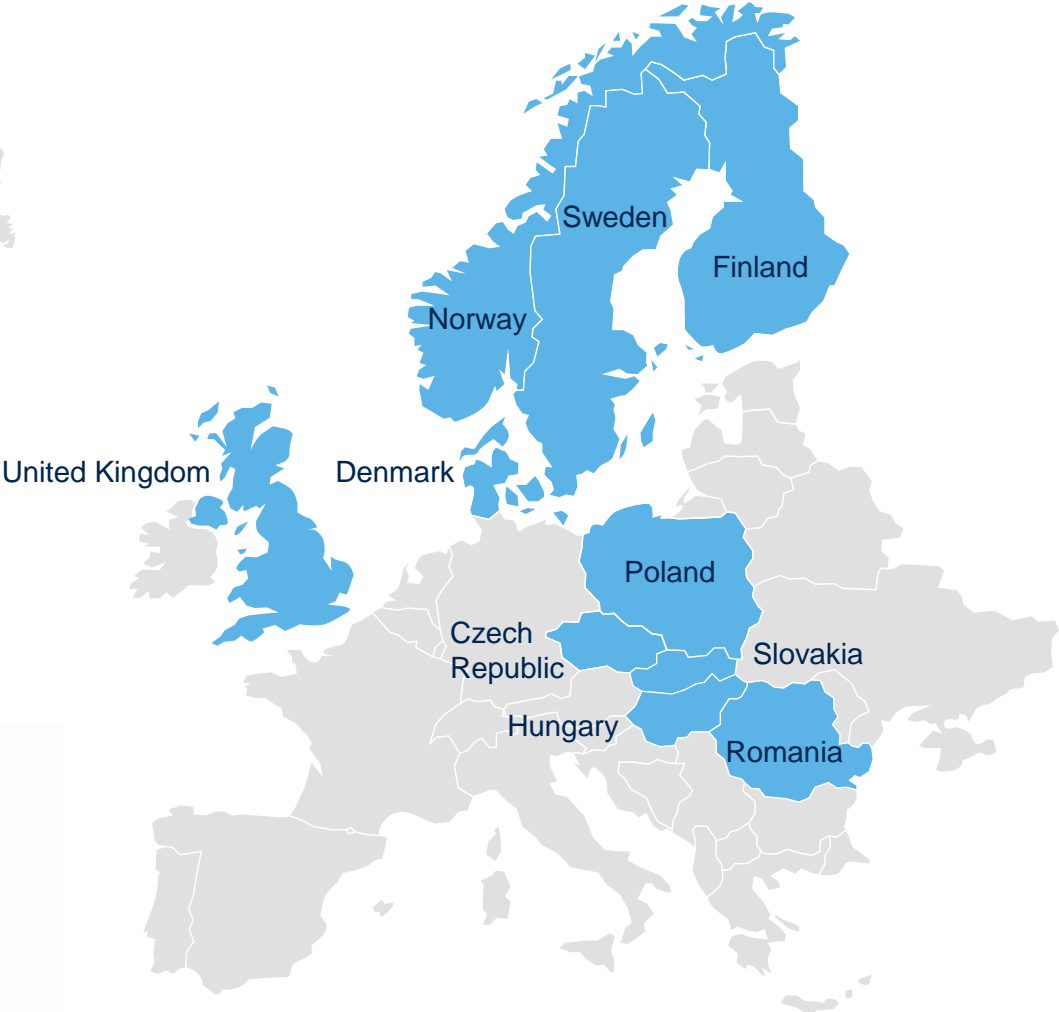 Sweden
Finland
Norway
United Kingdom
Denmark
Poland
Czech
Republic
Slovakia
Hungary
Romania